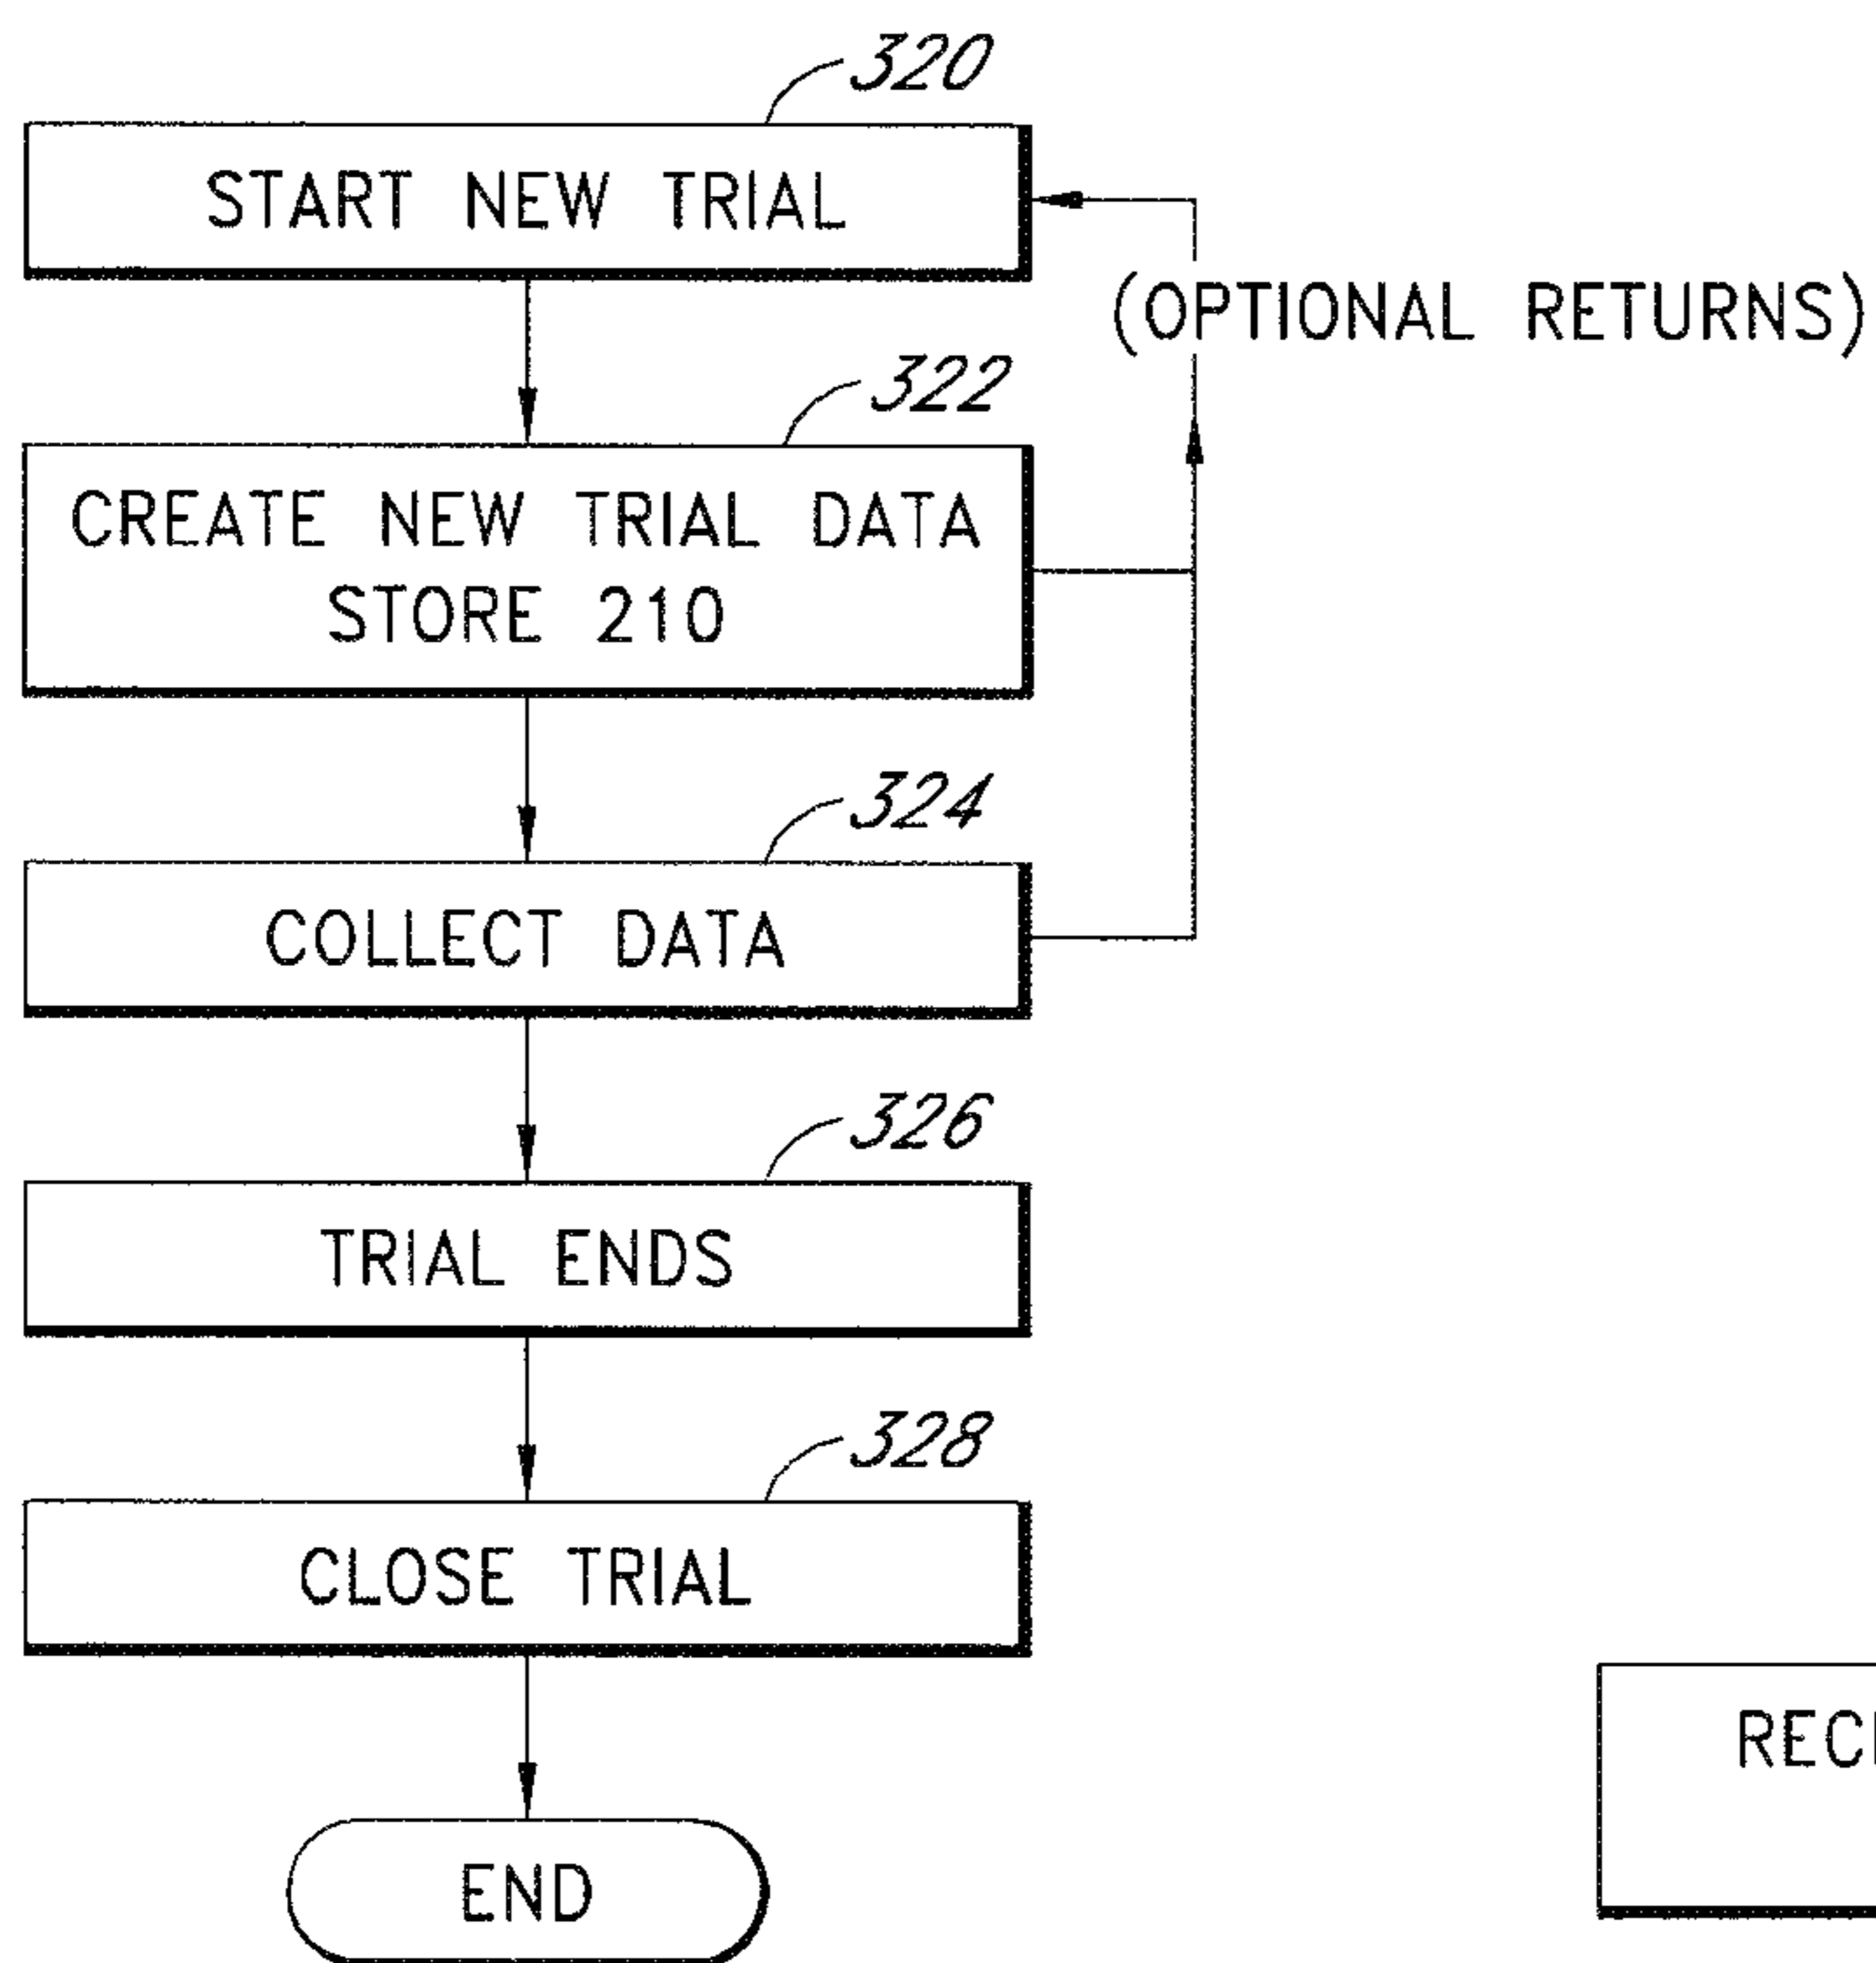 320
START NEW TRIAL
(OPTIONAL RETURNS)
322
CREATE NEW TRIAL DATA
STORE 210
324
COLLECT DATA
326
TRIAL ENDS
328
CLOSE TRIAL
END